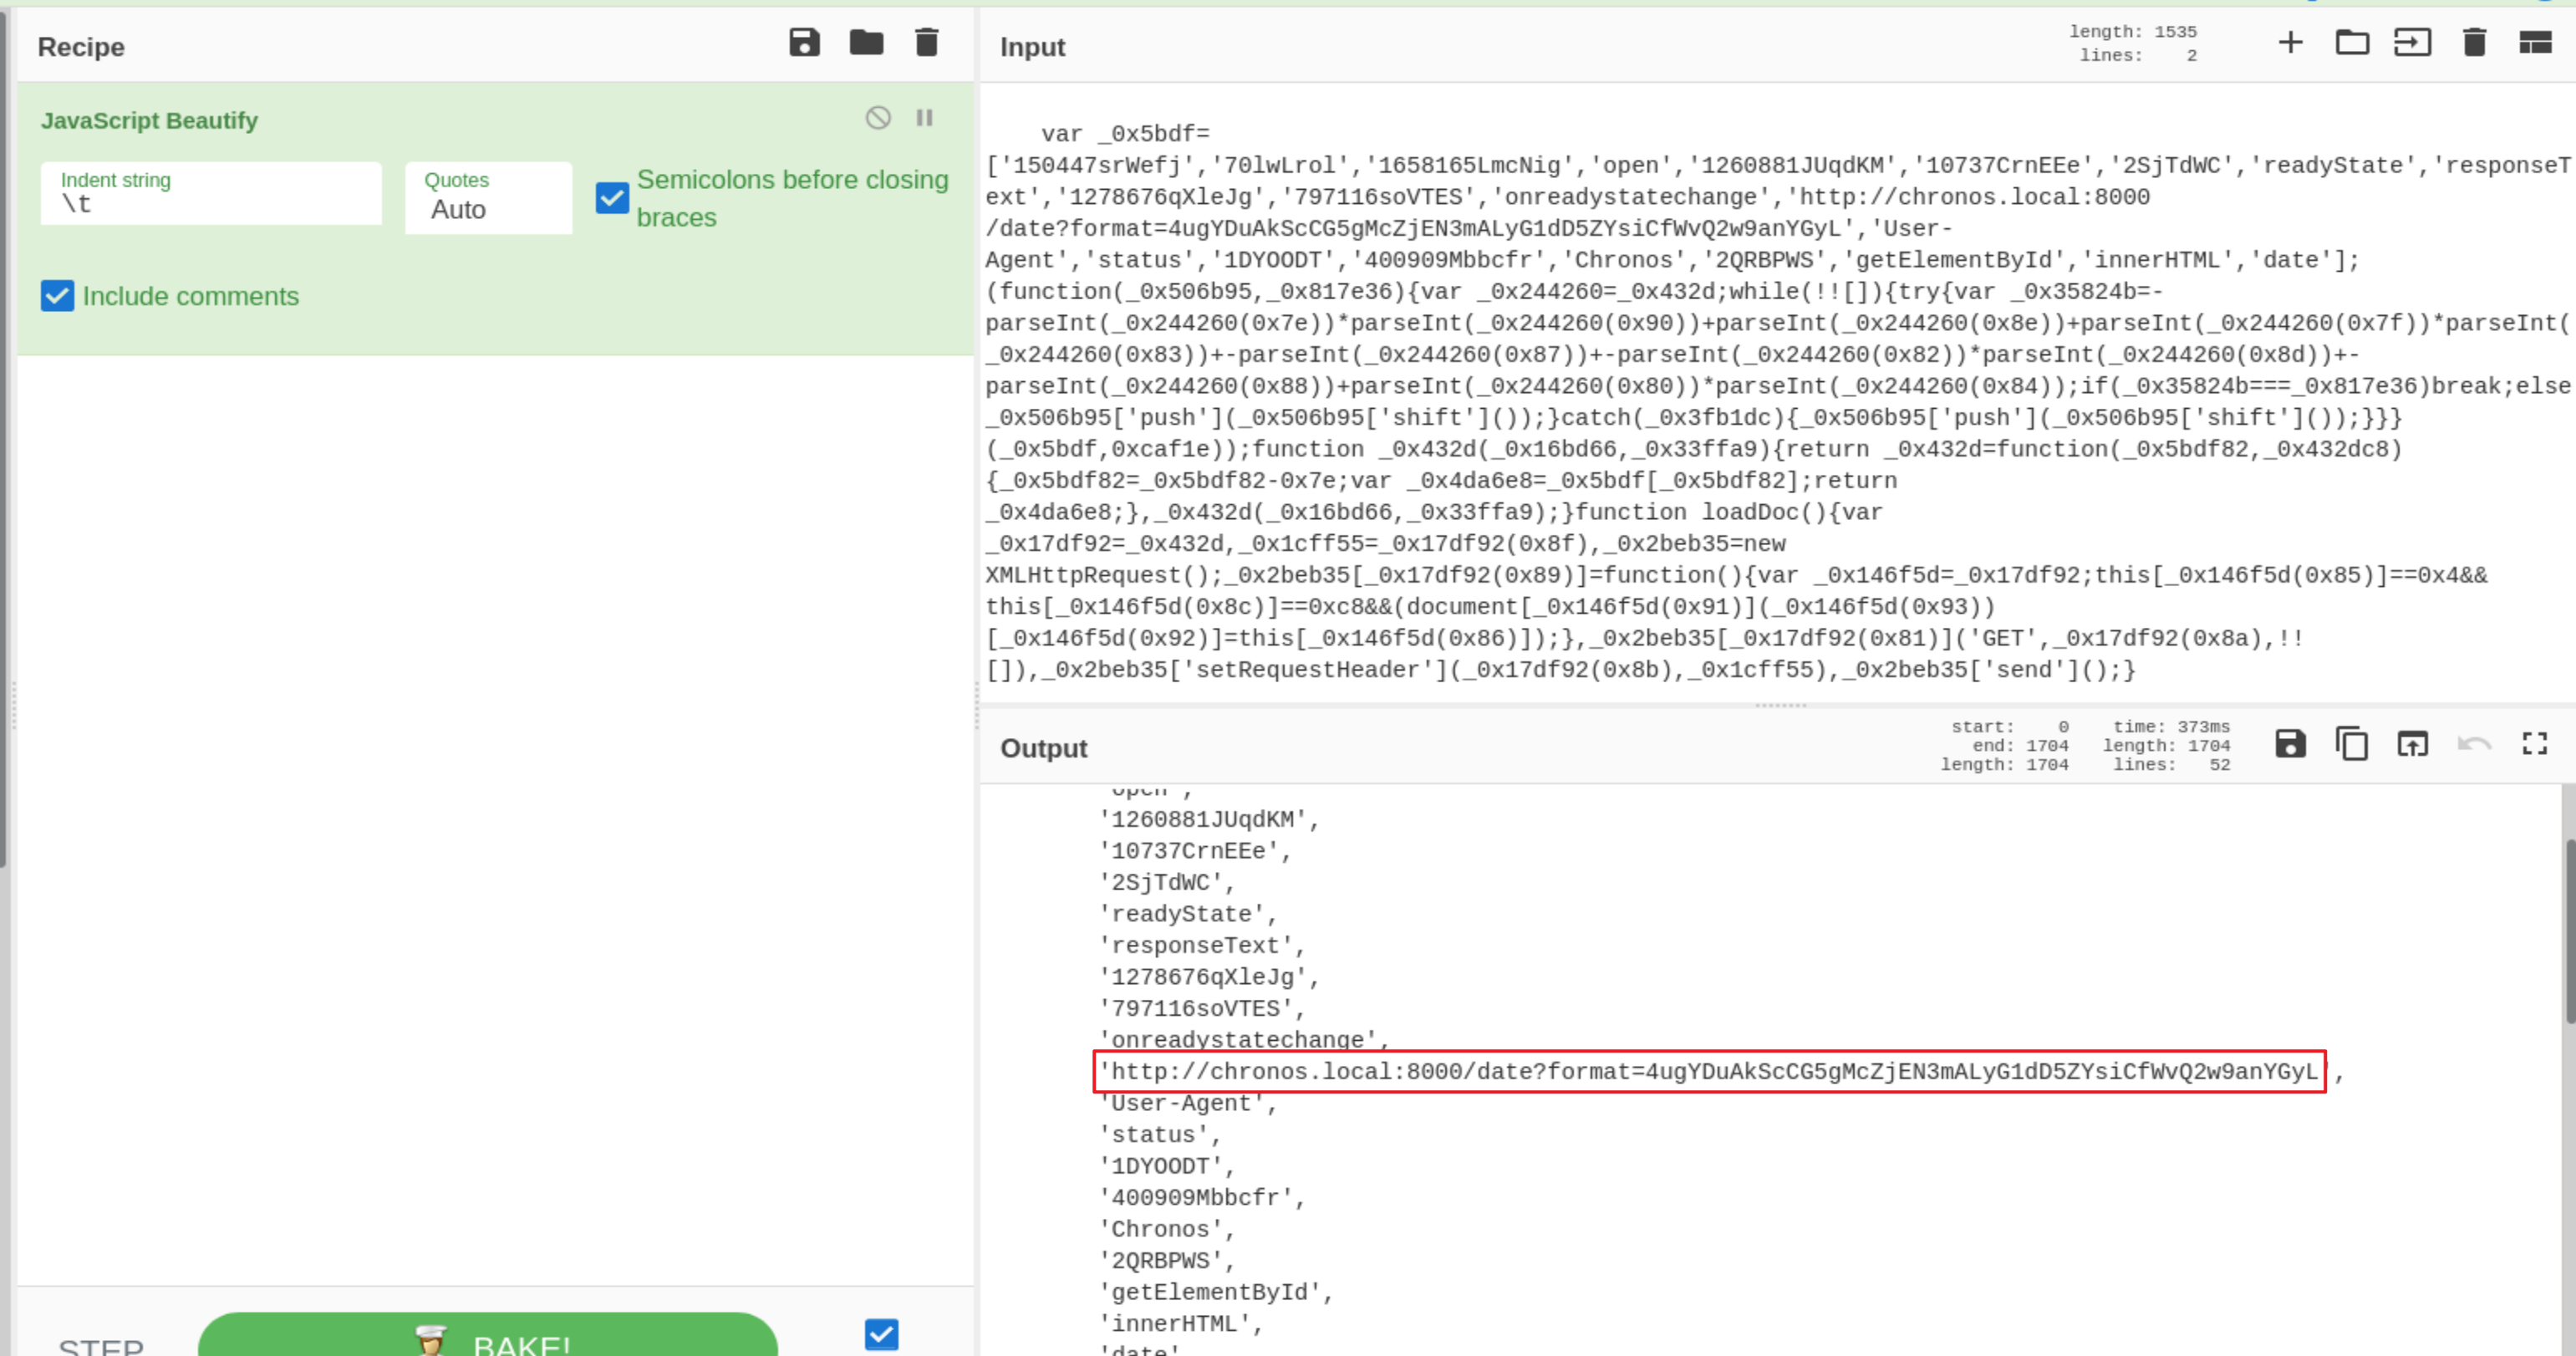 Recipe
JavaScript Beautify
Indent string
\t
Quotes
Auto
Semicolons before closing
braces
Include comments
STEP
BAKE!
Input
length: 1535
lines: 2
var _0x5bdf=
['150447srWefj','70lwLrol','1658165LmcNig','open','1260881JUqdKM','10737CrnEEe','2SjTdWC','readyState','responseT
ext','1278676qXleJg','797116soVTES','onreadystatechange','http://chronos.local:8000
/date?format=4ugYDuAkScCG5gMcZjEN3mALyG1dD5ZYsiCfWvQ2w9anYGyL','User-
Agent','status','1DYOODT','400909Mbbcfr','Chronos','2QRBPWS','getElementById','innerHTML','date'];
(function(_0x506b95,_0x817e36){var _0x244260=_0x432d;while(!![]){try{var _0x35824b=-
parseInt(_0x244260(0x7e))*parseInt(_0x244260(0x90))+parseInt(_0x244260(0x8e))+parseInt(_0x244260(0x7f))*parseInt(
_0x244260(0x83))+-parseInt(_0x244260(0x87))+-parseInt(_0x244260(0x82))*parseInt(_0x244260(0x8d))+-
parseInt(_0x244260(0x88))+parseInt(_0x244260(0x80))*parseInt(_0x244260(0x84));if(_0x35824b===_0x817e36)break;else
_0x506b95['push'](_0x506b95['shift']());}catch(_0x3fb1dc){_0x506b95['push'](_0x506b95['shift']());}}}
(_0x5bdf,0xcaf1e));function _0x432d(_0x16bd66,_0x33ffa9){return _0x432d=function(_0x5bdf82,_0x432dc8)
{_0x5bdf82=_0x5bdf82-0x7e;var _0x4da6e8=_0x5bdf[_0x5bdf82];return
_0x4da6e8;},_0x432d(_0x16bd66,_0x33ffa9);}function loadDoc(){var
_0x17df92=_0x432d,_0x1cff55=_0x17df92(0x8f),_0x2beb35=new
XMLHttpRequest();_0x2beb35[_0x17df92(0x89)]=function(){var _0x146f5d=_0x17df92;this[_0x146f5d(0x85)]==0x4&&
this[_0x146f5d(0x8c)]==0xc8&&(document[_0x146f5d(0x91)](_0x146f5d(0x93))
[_0x146f5d(0x92)]=this[_0x146f5d(0x86)]);},_0x2beb35[_0x17df92(0x81)]('GET',_0x17df92(0x8a),!!
[]),_0x2beb35['setRequestHeader'](_0x17df92(0x8b),_0x1cff55),_0x2beb35['send']();}
Output
start: 0
end: 1704
length: 1704
time: 373ms
length: 1704
lines: 52
'open',
'1260881JUqdKM',
'10737CrnEEe',
'2SjTdWC',
'readyState',
'responseText',
'1278676qXleJg',
'797116soVTES',
'onreadystatechange',
'http://chronos.local:8000/date?format=4ugYDuAkScCG5gMcZjEN3mALyG1dD5ZYsiCfWvQ2w9anYGyL',
'User-Agent',
'status',
'1DYOODT',
'400909Mbbcfr',
'Chronos',
'2QRBPWS',
'getElementById',
'innerHTML',
'date'